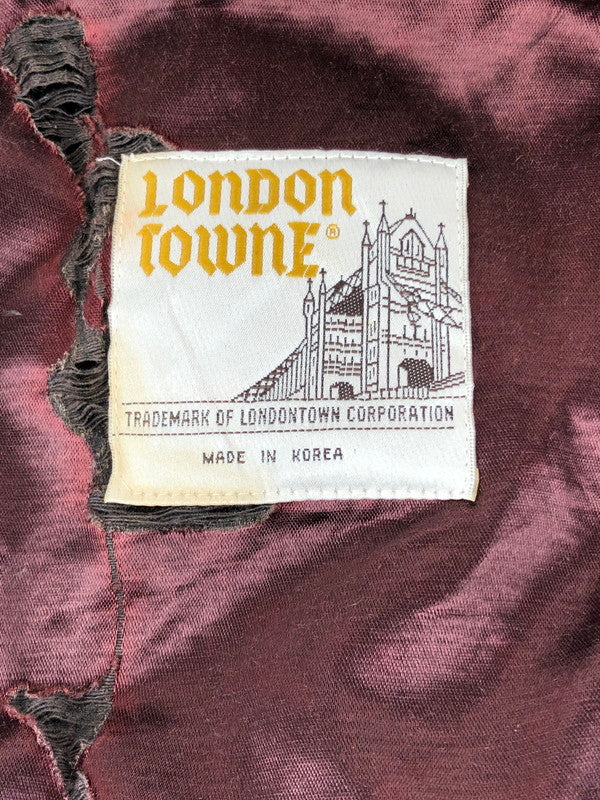 LONDON
TOWNE®
TRADEMARK OF LONDONTOWN CORPORATION
MADE IN KOREA